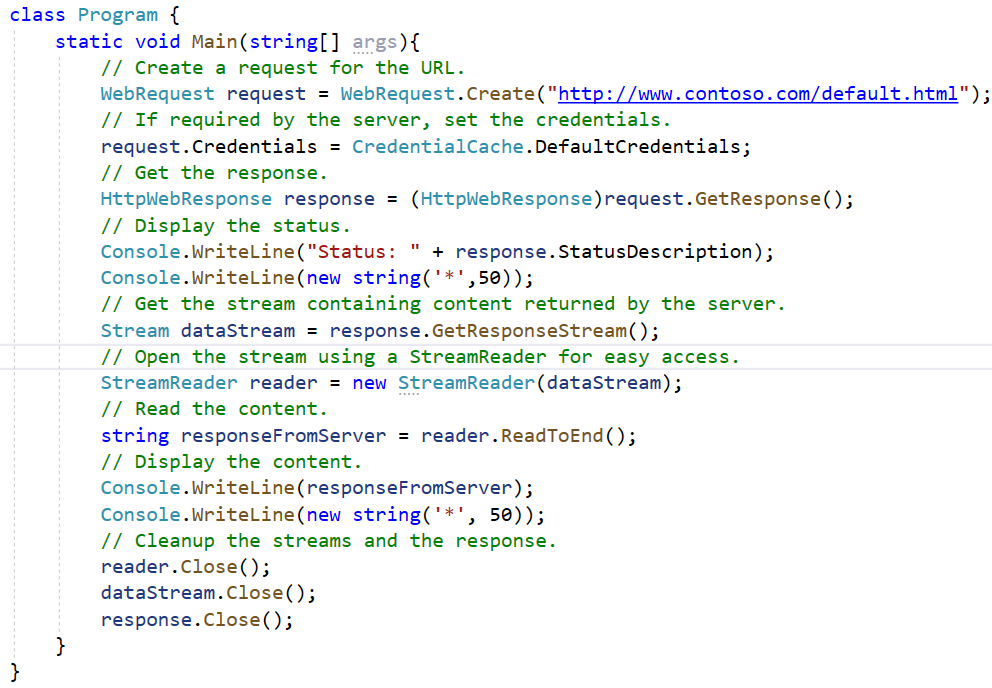 class Program {
    static void Main(string[] args){
        // Create a request for the URL.
        WebRequest request = WebRequest.Create("http://www.contoso.com/default.html");
        // If required by the server, set the credentials.
        request.Credentials = CredentialCache.DefaultCredentials;
        // Get the response.
        HttpWebResponse response = (HttpWebResponse)request.GetResponse();
        // Display the status.
        Console.WriteLine("Status: " + response.StatusDescription);
        Console.WriteLine(new string('*',50));
        // Get the stream containing content returned by the server.
        Stream dataStream = response.GetResponseStream();
        // Open the stream using a StreamReader for easy access.
        StreamReader reader = new StreamReader(dataStream);
        // Read the content.
        string responseFromServer = reader.ReadToEnd();
        // Display the content.
        Console.WriteLine(responseFromServer);
        Console.WriteLine(new string('*', 50));
        // Cleanup the streams and the response.
        reader.Close();
        dataStream.Close();
        response.Close();
    }
}